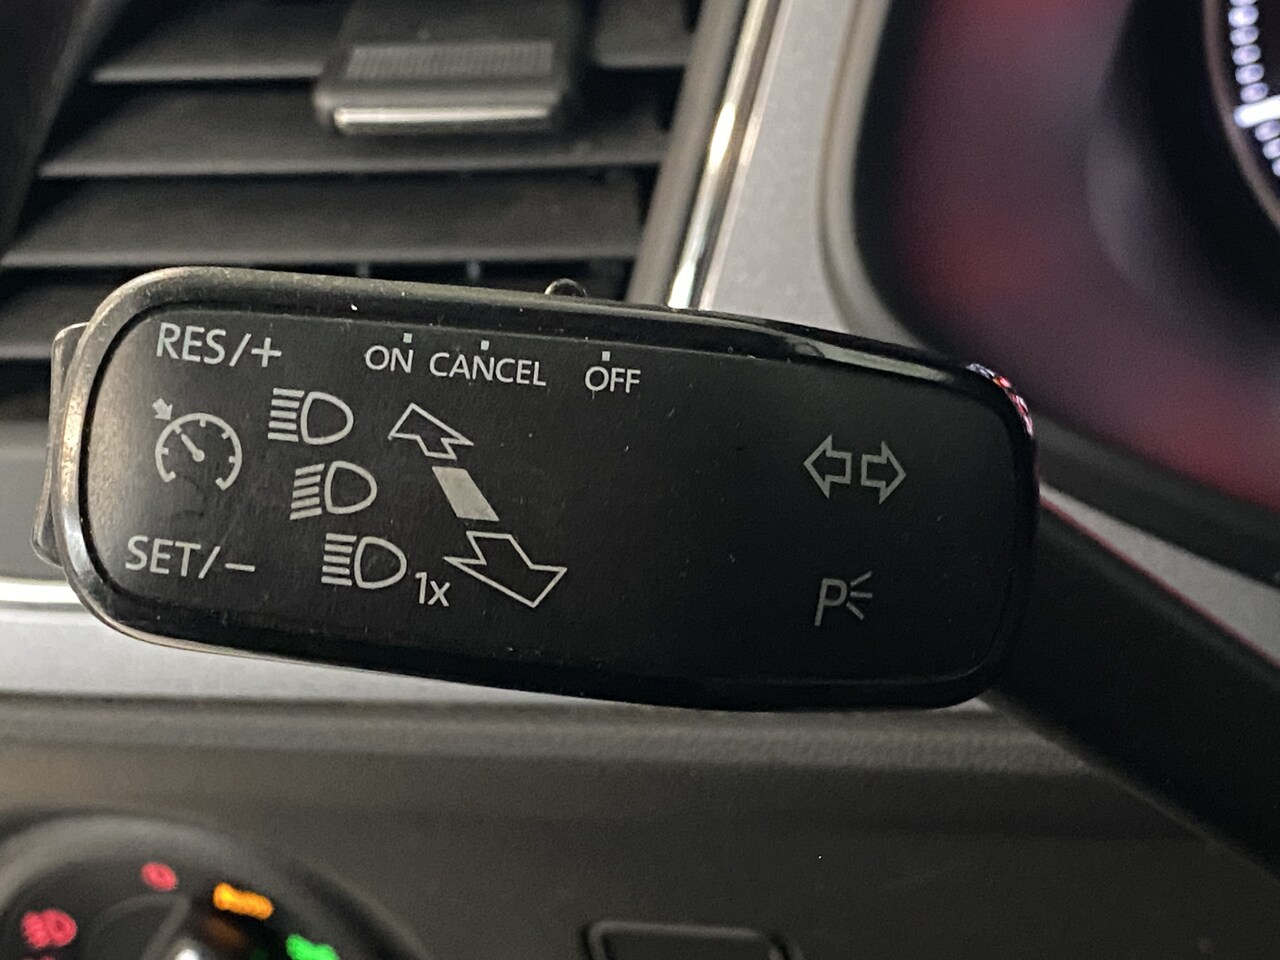 RES/+
ON CANCEL OFF
SET/−
1x
P